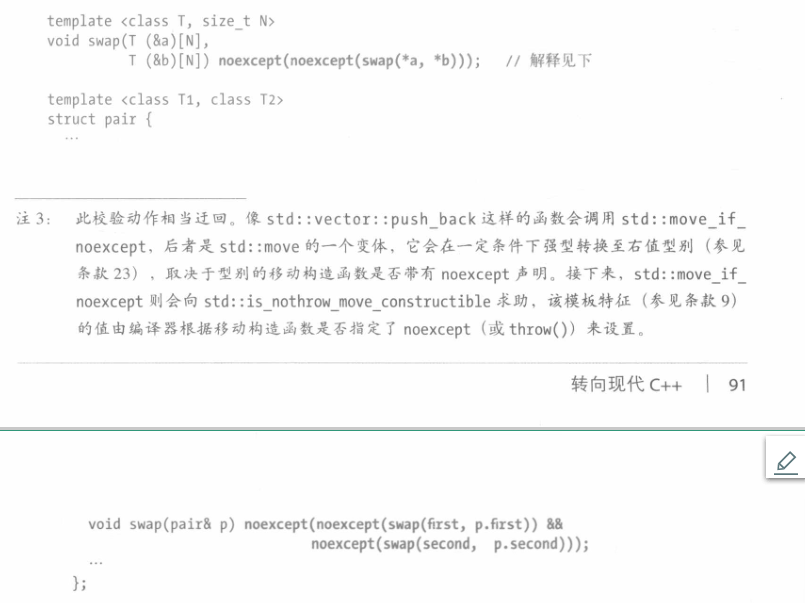 template <class T, size_t N>
void swap(T (&a)[N],
T (&b)[N]) noexcept(noexcept(swap(*a, *b))); // 解释见下
template <class T1, class T2>
struct pair {
…
注 3: 此校验动作相当迂回。像 std::vector::push_back 这样的函数会调用 std::move_if_
noexcept，后者是 std::move 的一个变体，它会在一定条件下强型转换至右值型别（参见
条款 23），取决于型别的移动构造函数是否带有 noexcept 声明。接下来，std::move_if_
noexcept 则会向 std::is_nothrow_move_constructible 求助，该模板特征（参见条款 9）
的值由编译器根据移动构造函数是否指定了 noexcept（或 throw()）来设置。
转向现代 C++ | 91
void swap(pair& p) noexcept(noexcept(swap(first, p.first)) &&
noexcept(swap(second, p.second)));
…
};